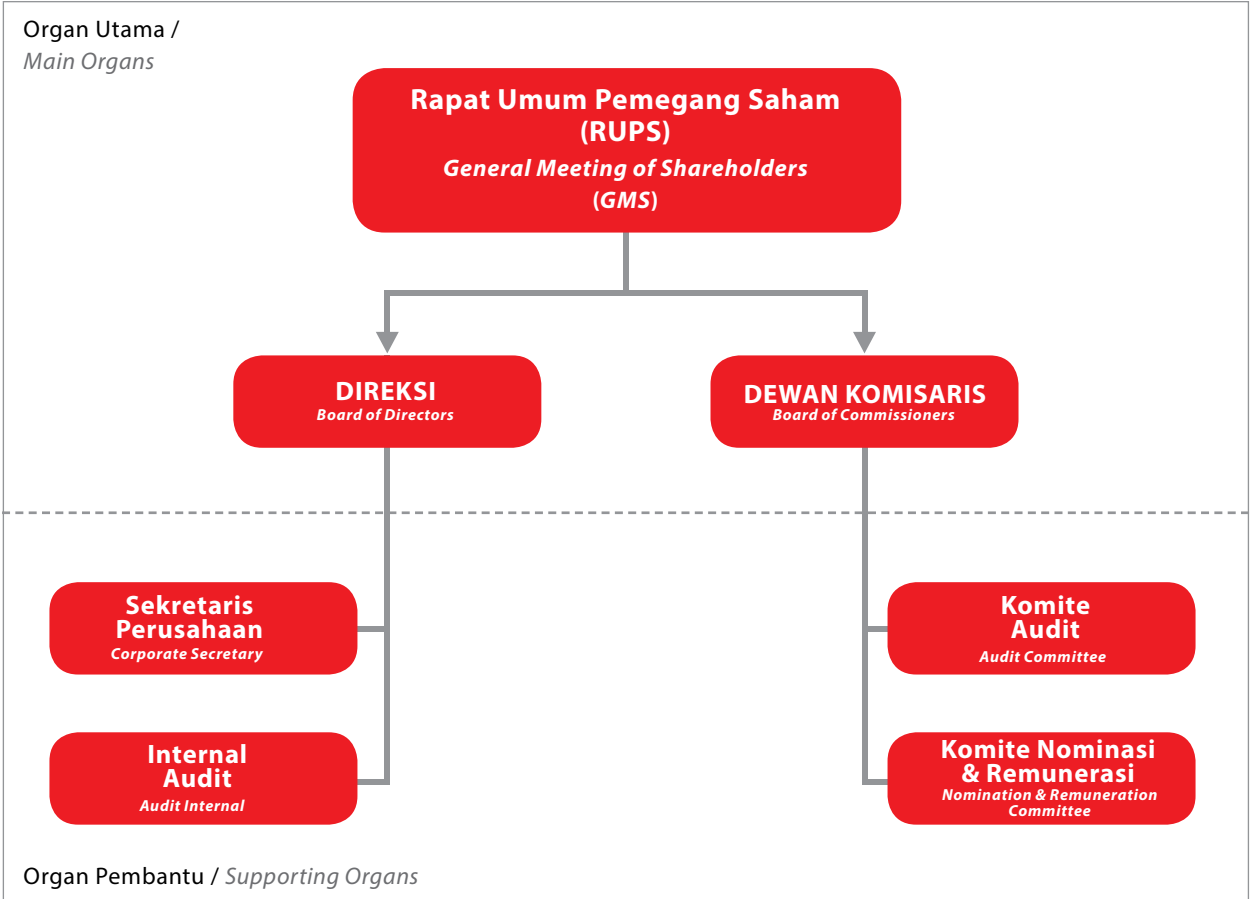 Organ Utama /
Main Organs
Rapat Umum Pemegang Saham
(RUPS)
General Meeting of Shareholders
(GMS)
DIREKSI
Board of Directors
DEWAN KOMISARIS
Board of Commissioners
Sekretaris
Perusahaan
Corporate Secretary
Komite
Audit
Audit Committee
Internal
Audit
Audit Internal
Komite Nominasi
& Remunerasi
Nomination & Remuneration
Committee
Organ Pembantu / Supporting Organs